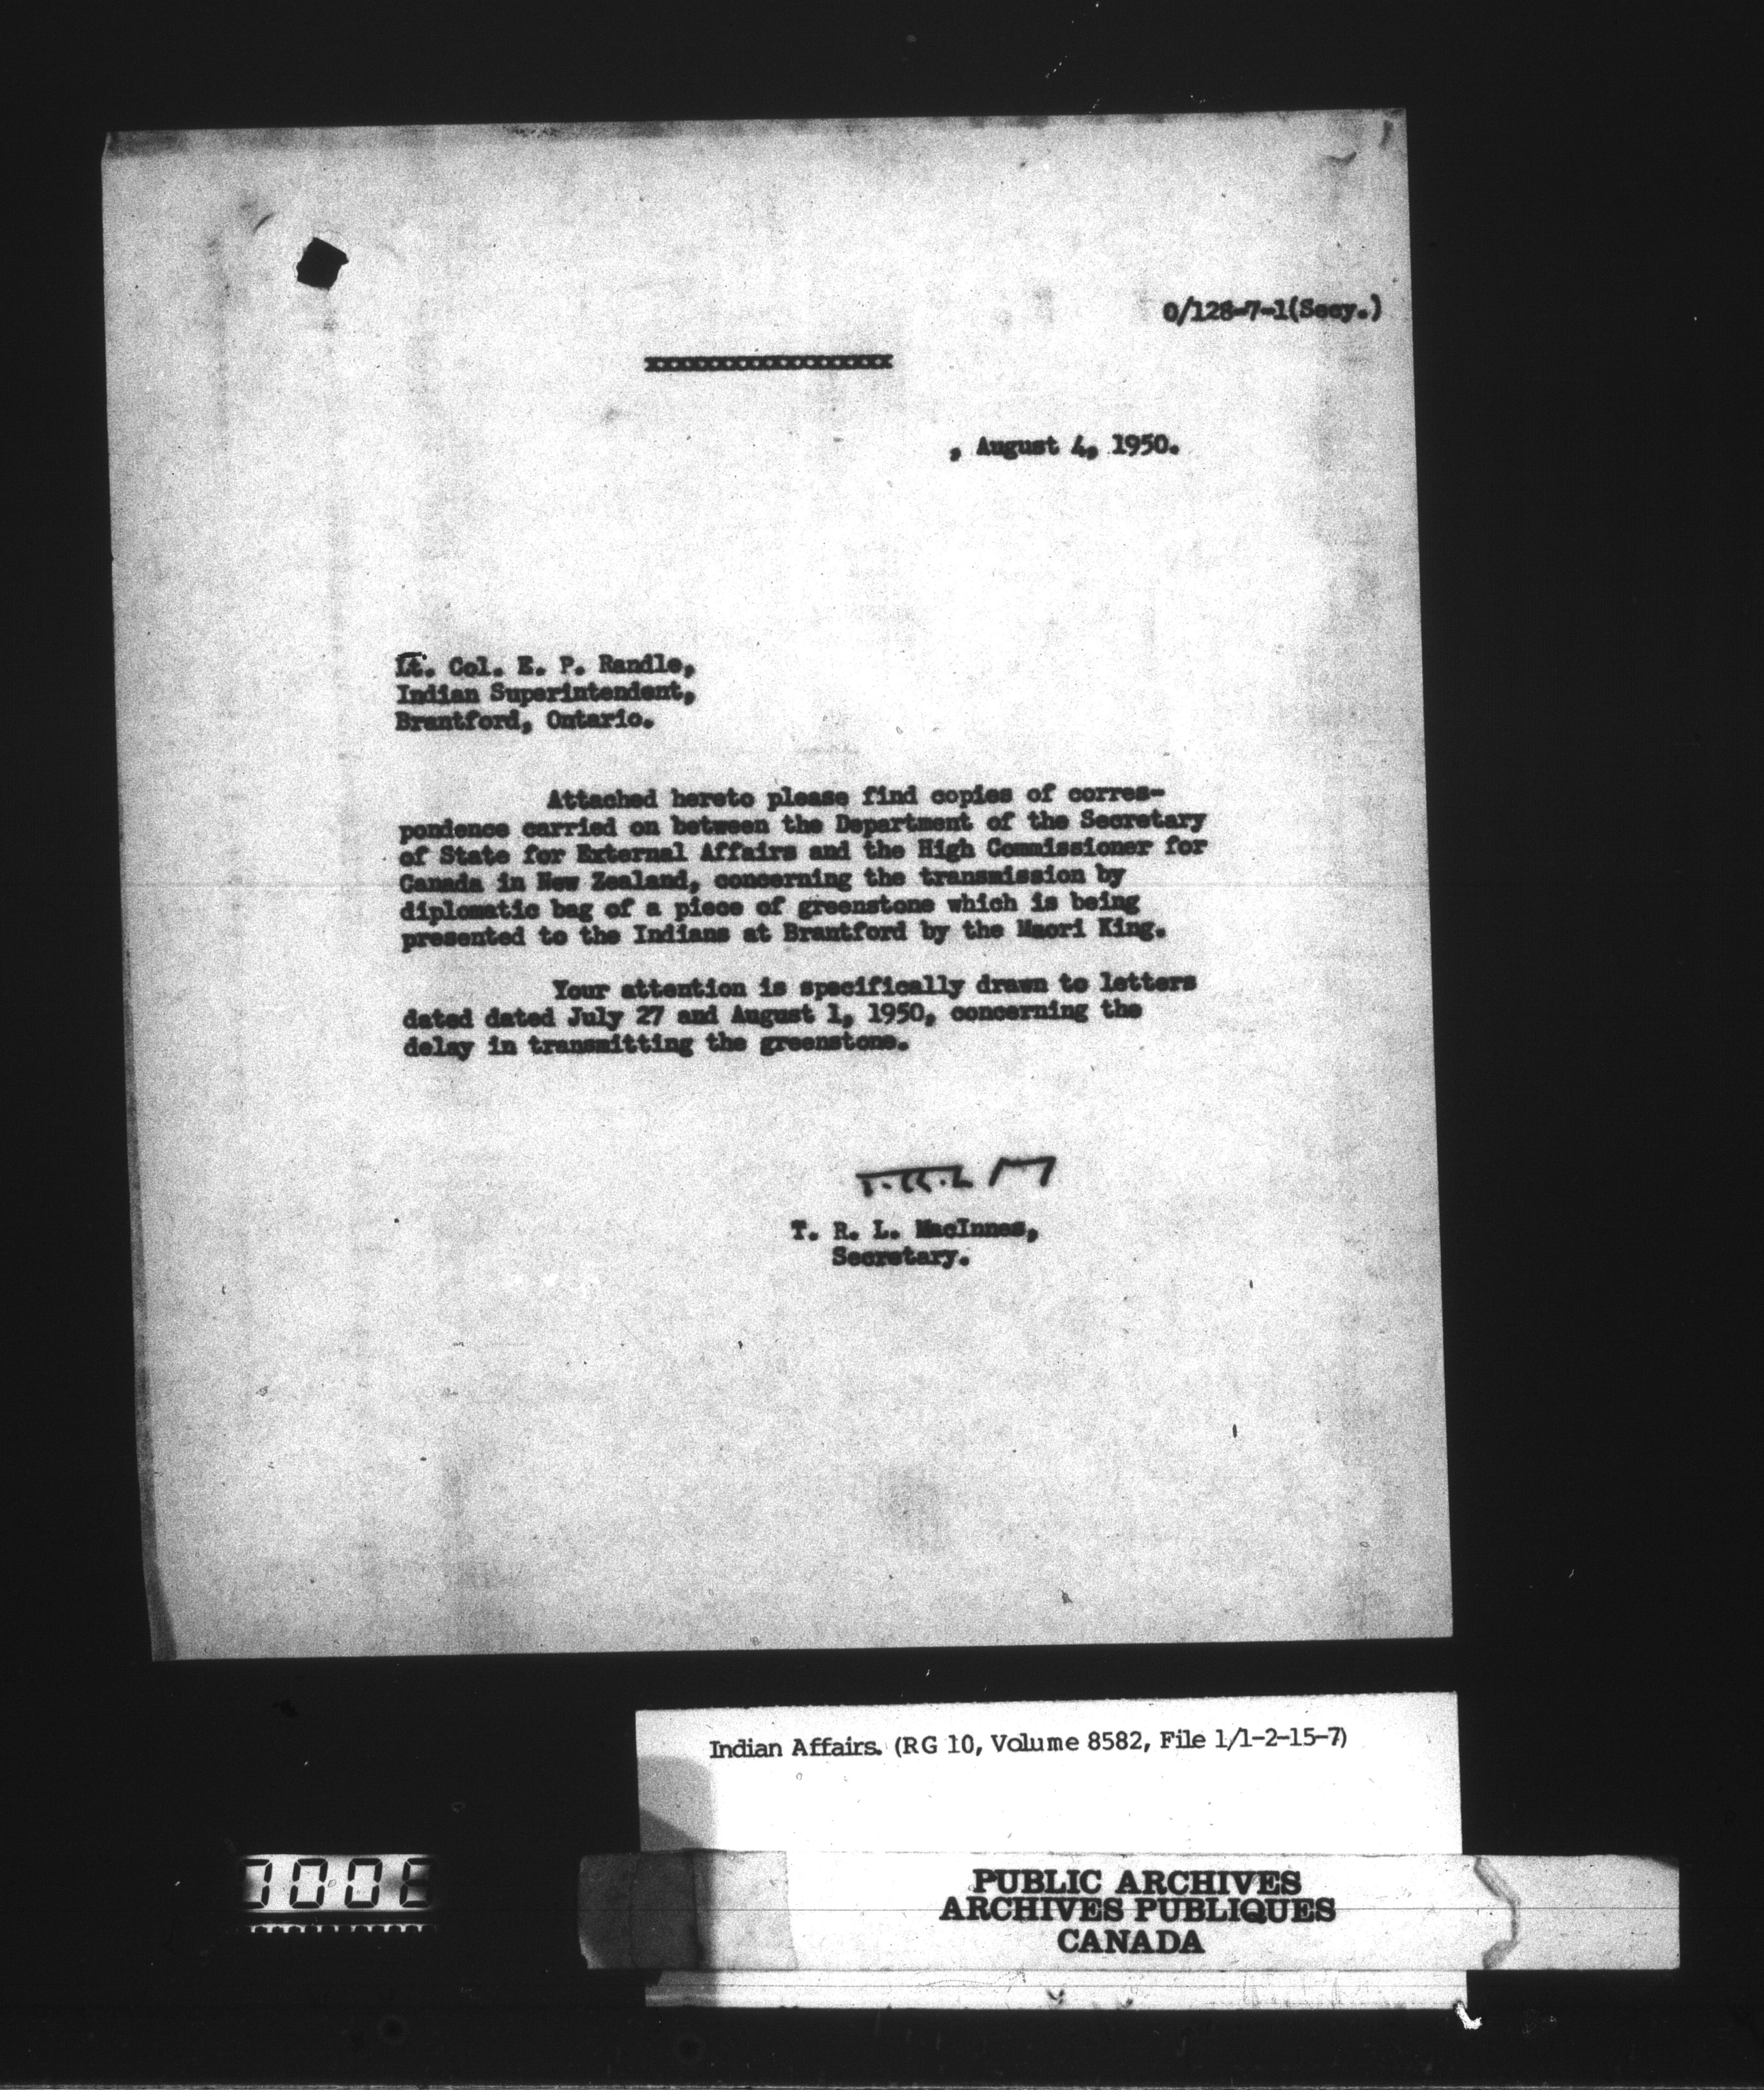 0/128-7-1(Secy.)
xxxxxxxxxxxxxxxxxx
, August 4, 1950.
Lt. Col. E. P. Randle,
Indian Superintendent,
Brantford, Ontario.
Attached hereto please find copies of corres-
pondence carried on between the Department of the Secretary
of State for External Affairs and the High Commissioner for
Canada in New Zealand, concerning the transmission by
diplomatic bag of a piece of greenstone which is being
presented to the Indians at Brantford by the Maori King.
Your attention is specifically drawn to letters
dated dated July 27 and August 1, 1950, concerning the
delay in transmitting the greenstone.
T. R. L. M
T. R. L. MacInnes,
Secretary.
Indian Affairs. (RG 10, Volume 8582, File 1/1-2-15-7)
PUBLIC ARCHIVES
ARCHIVES PUBLIQUES
CANADA